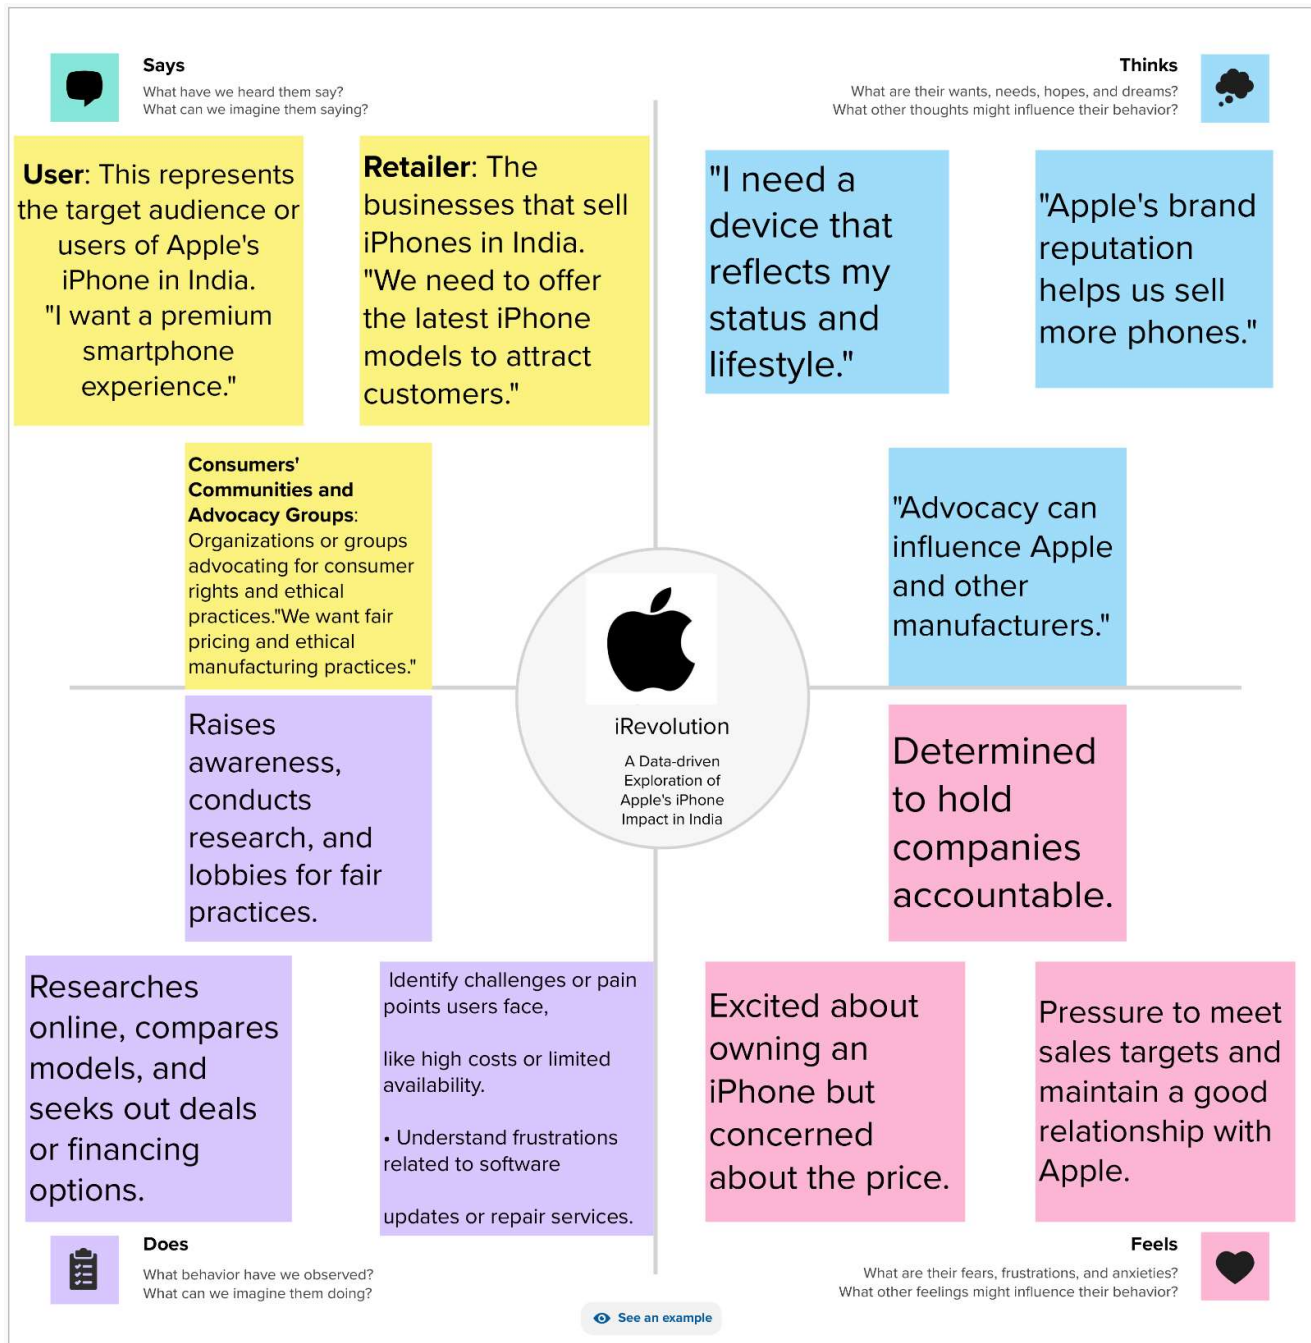 Says
What have we heard them say?
What can we imagine them saying?
Thinks
What are their wants, needs, hopes, and dreams?
What other thoughts might influence their behavior?
User: This represents
the target audience or
users of Apple's
iPhone in India.
"I want a premium
smartphone
experience."
Retailer: The
businesses that sell
iPhones in India.
"We need to offer
the latest iPhone
models to attract
customers."
"I need a
device that
reflects my
status and
lifestyle."
"Apple's brand
reputation
helps us sell
more phones."
Consumers'
Communities and
Advocacy Groups:
Organizations or groups
advocating for consumer
rights and ethical
practices."We want fair
pricing and ethical
manufacturing practices."
"Advocacy can
influence Apple
and other
manufacturers."
iRevolution
A Data-driven
Exploration of
Apple's iPhone
Impact in India
Raises
awareness,
conducts
research, and
lobbies for fair
practices.
Determined
to hold
companies
accountable.
Researches
online, compares
models, and
seeks out deals
or financing
options.
Identify challenges or pain
points users face,
like high costs or limited
availability.
• Understand frustrations
related to software
updates or repair services.
Excited about
owning an
iPhone but
concerned
about the price.
Pressure to meet
sales targets and
maintain a good
relationship with
Apple.
Does
What behavior have we observed?
What can we imagine them doing?
Feels
What are their fears, frustrations, and anxieties?
What other feelings might influence their behavior?
See an example